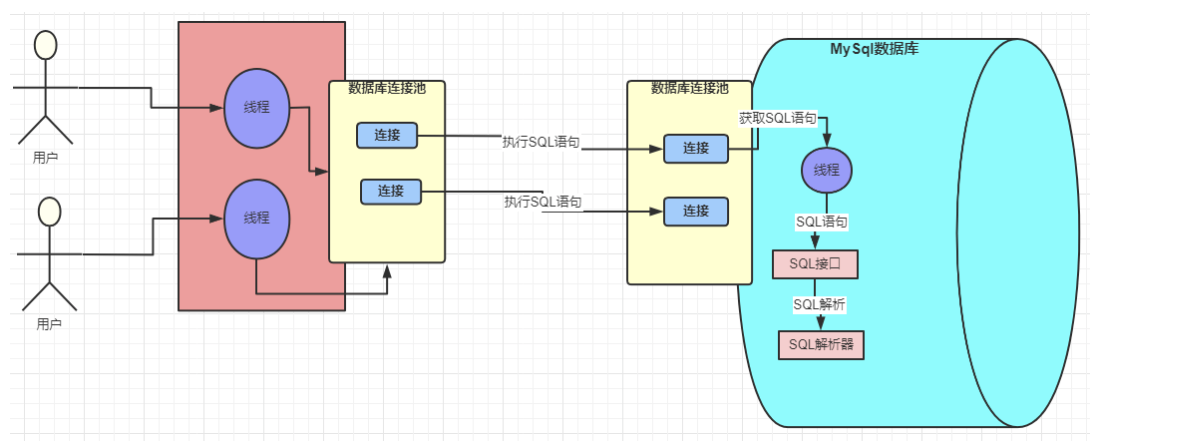 用户
用户
线程
线程
数据库连接池
连接
连接
执行SQL语句
执行SQL语句
数据库连接池
连接
连接
MySql数据库
获取SQL语句
线程
SQL语句
SQL接口
SQL解析
SQL解析器